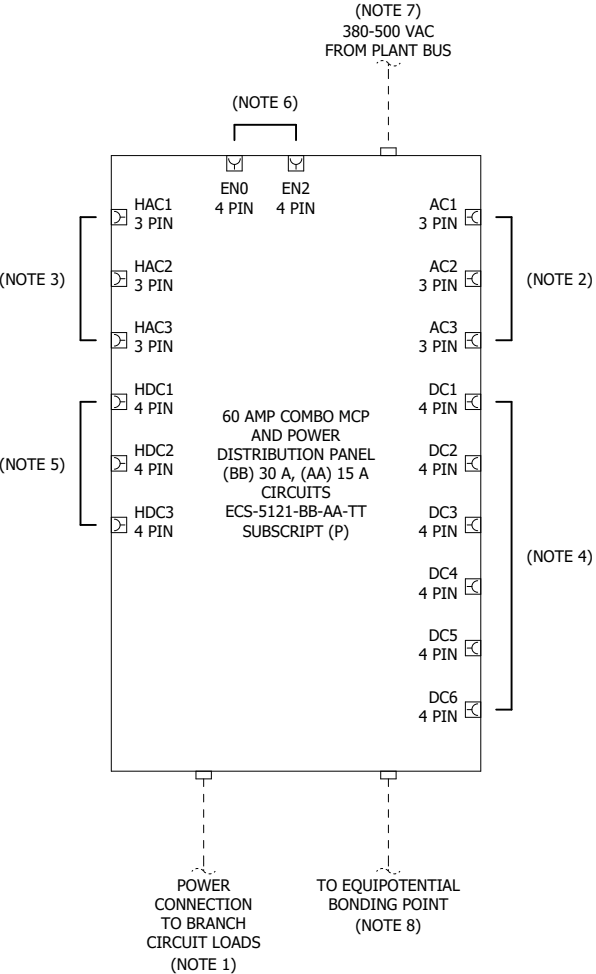 (NOTE 7)
380-500 VAC
FROM PLANT BUS
(NOTE 6)
EN0
4 PIN
EN2
4 PIN
HAC1
3 PIN
HAC2
3 PIN
HAC3
3 PIN
(NOTE 3)
AC1
3 PIN
AC2
3 PIN
AC3
3 PIN
(NOTE 2)
HDC1
4 PIN
HDC2
4 PIN
HDC3
4 PIN
(NOTE 5)
60 AMP COMBO MCP
AND POWER
DISTRIBUTION PANEL
(BB) 30 A, (AA) 15 A
CIRCUITS
ECS-5121-BB-AA-TT
SUBSCRIPT (P)
DC1
4 PIN
DC2
4 PIN
DC3
4 PIN
DC4
4 PIN
DC5
4 PIN
DC6
4 PIN
(NOTE 4)
POWER
CONNECTION
TO BRANCH
CIRCUIT LOADS
(NOTE 1)
TO EQUIPOTENTIAL
BONDING POINT
(NOTE 8)